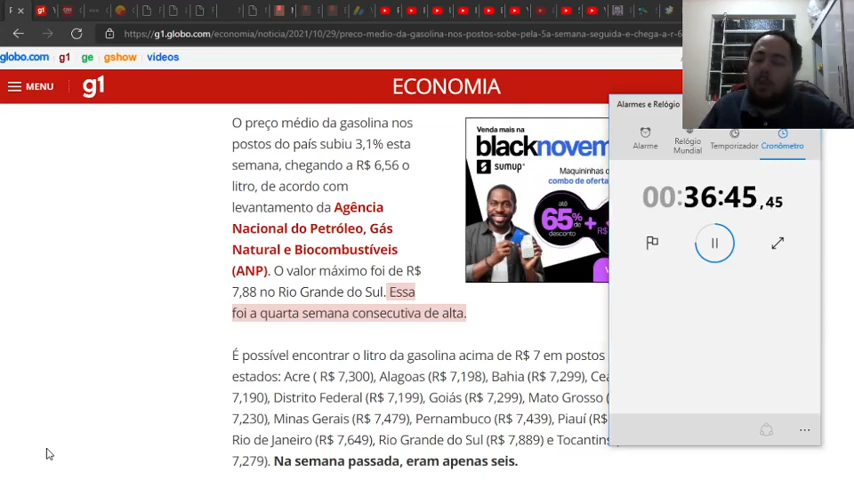 g1.globo.com/economia/noticia/2021/10/29/preco-medio-da-gasolina-nos-postos-sobe-pela-5a-semana-seguida-e-chega-a-r-6
globo.com g1 ge gshow videos
MENU g1 ECONOMIA
O preço médio da gasolina nos
postos do país subiu 3,1% esta
semana, chegando a R$ 6,56 o
litro, de acordo com
levantamento da Agência
Nacional do Petróleo, Gás
Natural e Biocombustíveis
(ANP). O valor máximo foi de R$
7,88 no Rio Grande do Sul. Essa
foi a quarta semana consecutiva de alta.
É possível encontrar o litro da gasolina acima de R$ 7 em postos
estados: Acre ( R$ 7,300), Alagoas (R$ 7,198), Bahia (R$ 7,299),
7,190), Distrito Federal (R$ 7,199), Goiás (R$ 7,299), Mato Grosso (
7,230), Minas Gerais (R$ 7,479), Pernambuco (R$ 7,439), Piauí (R$
Rio de Janeiro (R$ 7,649), Rio Grande do Sul (R$ 7,889) e Tocantins
7,279). Na semana passada, eram apenas seis.
Venda mais na
sumup
Maquininhas
combo de oferta
até
65%
de
desconto
+
Alarmes e Relógio
Alarme
Relógio
Mundial
Temporizador
Cronômetro
00:36:45,45